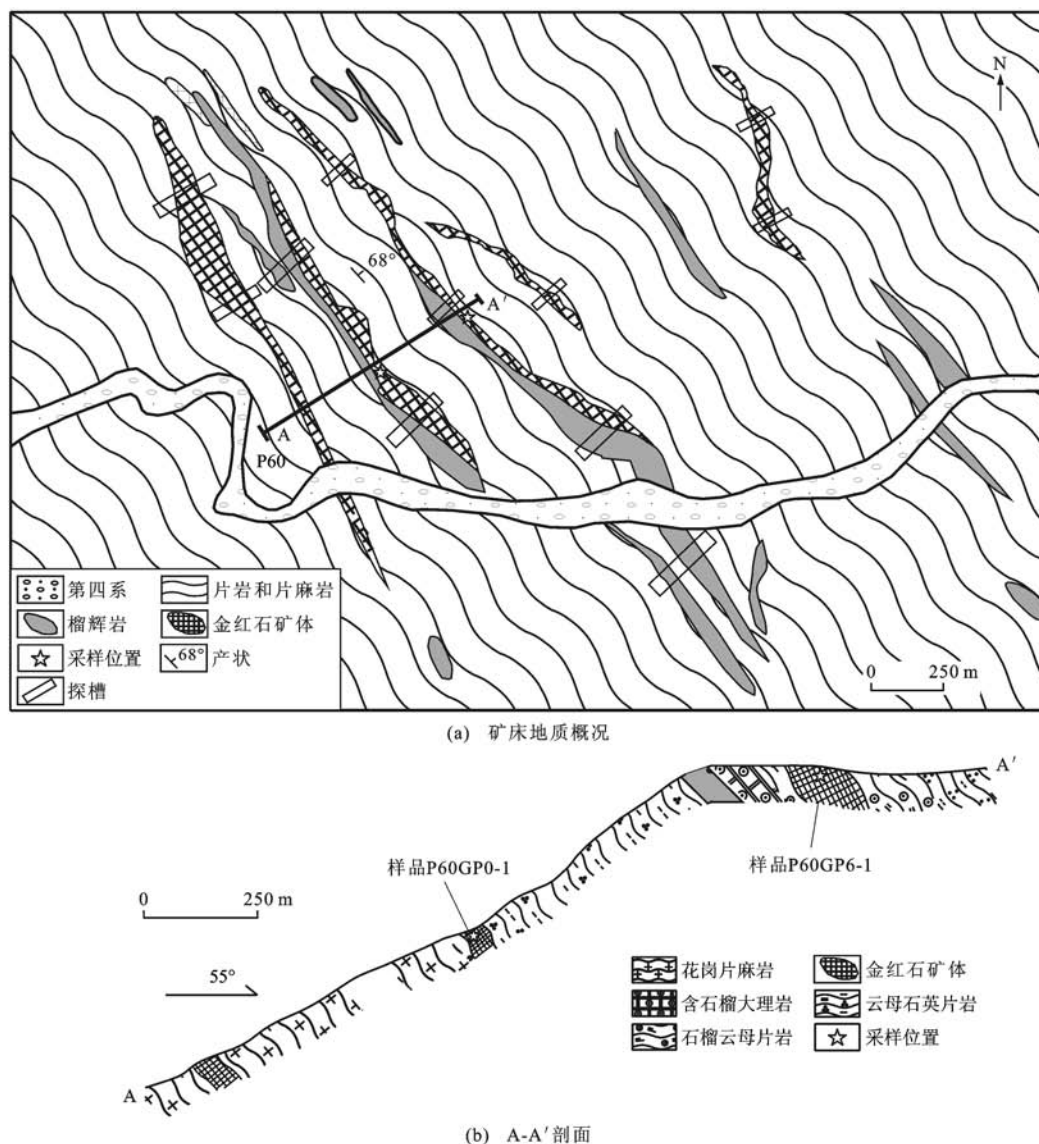 N
68°
A′
A
P60
第四系 片岩和片麻岩
榴辉岩 金红石矿体
采样位置 68° 产状
探槽
0 250 m
(a) 矿床地质概况
A′
样品P60GP0-1 样品P60GP6-1
0 250 m
55°
花岗片麻岩 金红石矿体
含石榴大理岩 云母石英片岩
石榴云母片岩 采样位置
A
(b) A-A′剖面